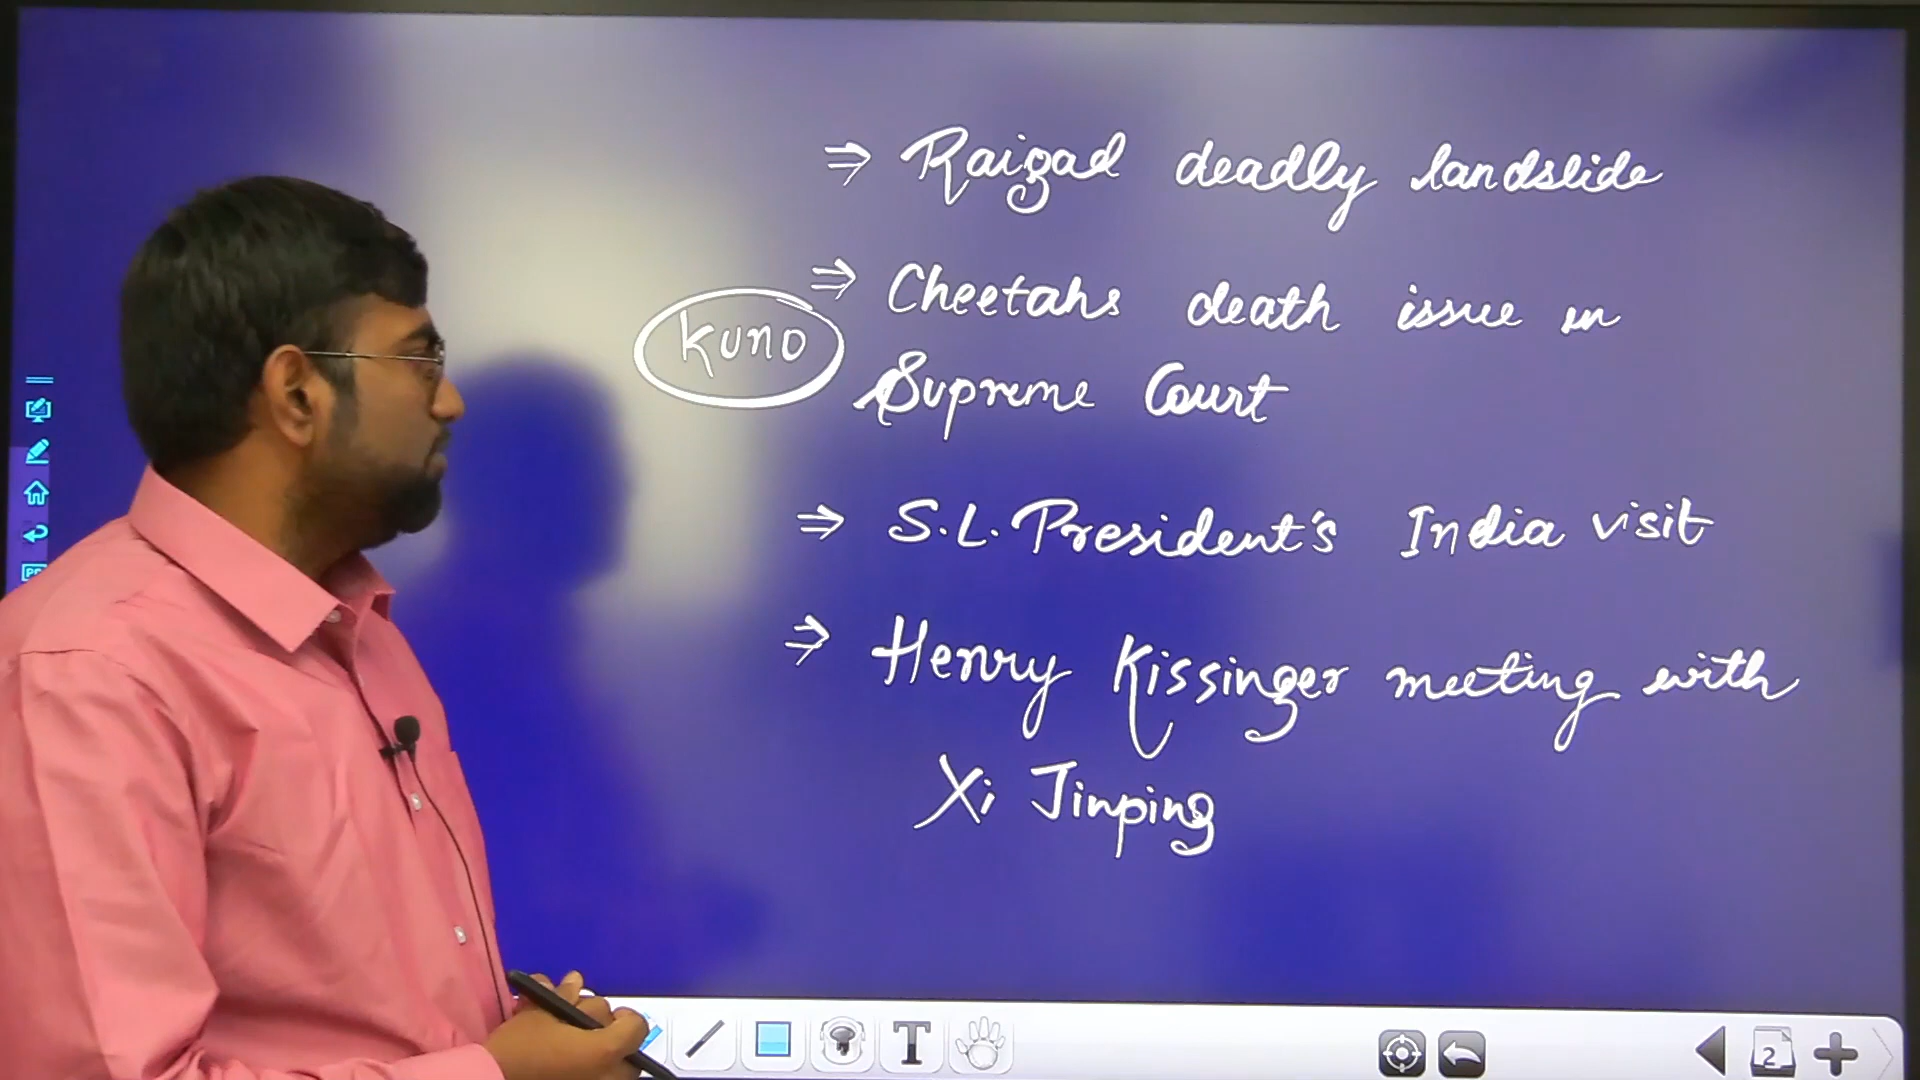 ⇒ Raigad deadly landslide
⇒ Cheetahs death issue in
Kuno
Supreme Court
⇒ S.L. President's India visit
⇒ Henry Kissinger meeting with
Xi Jinping
T
2